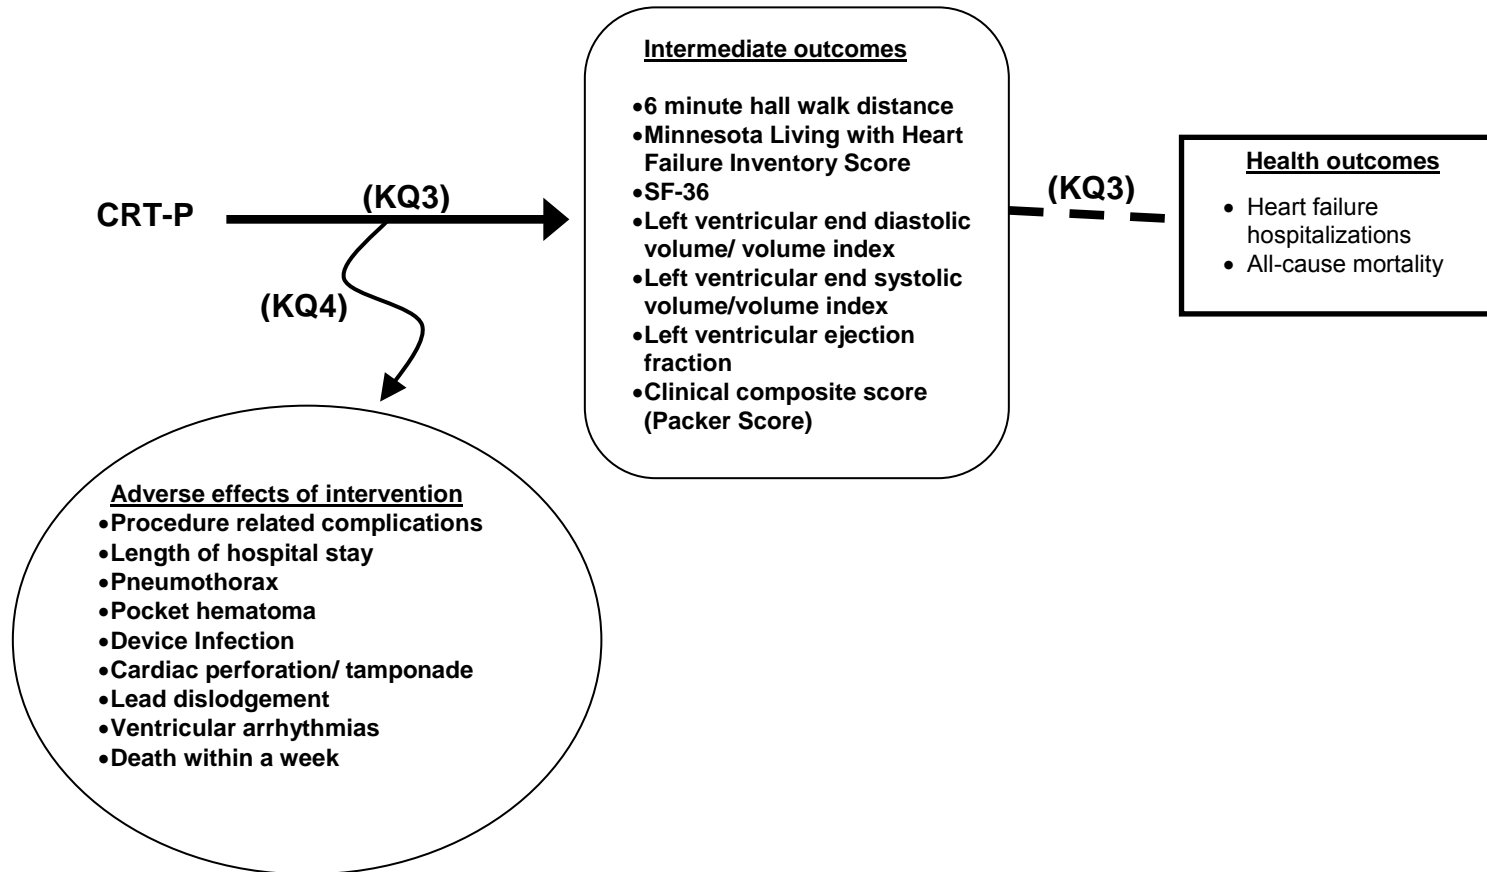 CRT-P
(KQ3)
(KQ4)
Intermediate outcomes
•6 minute hall walk distance
•Minnesota Living with Heart
Failure Inventory Score
•SF-36
•Left ventricular end diastolic
volume/ volume index
•Left ventricular end systolic
volume/volume index
•Left ventricular ejection
fraction
•Clinical composite score
(Packer Score)
(KQ3)
Health outcomes
• Heart failure
hospitalizations
• All-cause mortality
Adverse effects of intervention
•Procedure related complications
•Length of hospital stay
•Pneumothorax
•Pocket hematoma
•Device Infection
•Cardiac perforation/ tamponade
•Lead dislodgement
•Ventricular arrhythmias
•Death within a week